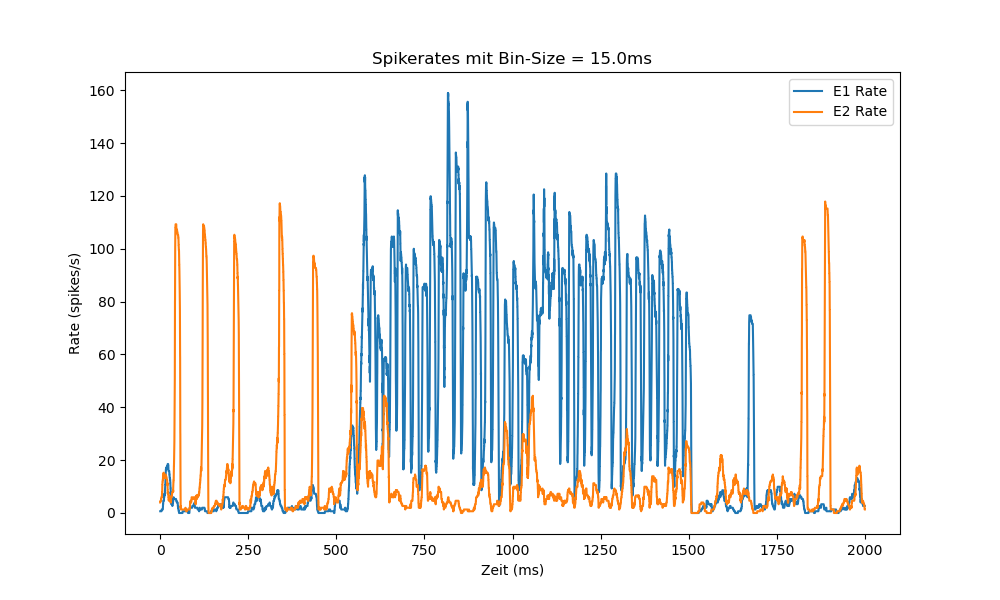 Spikerates mit Bin-Size = 15.0ms
E1 Rate
E2 Rate
160
140
120
100
80
60
40
20
0
Rate (spikes/s)
0 250 500 750 1000 1250 1500 1750 2000
Zeit (ms)